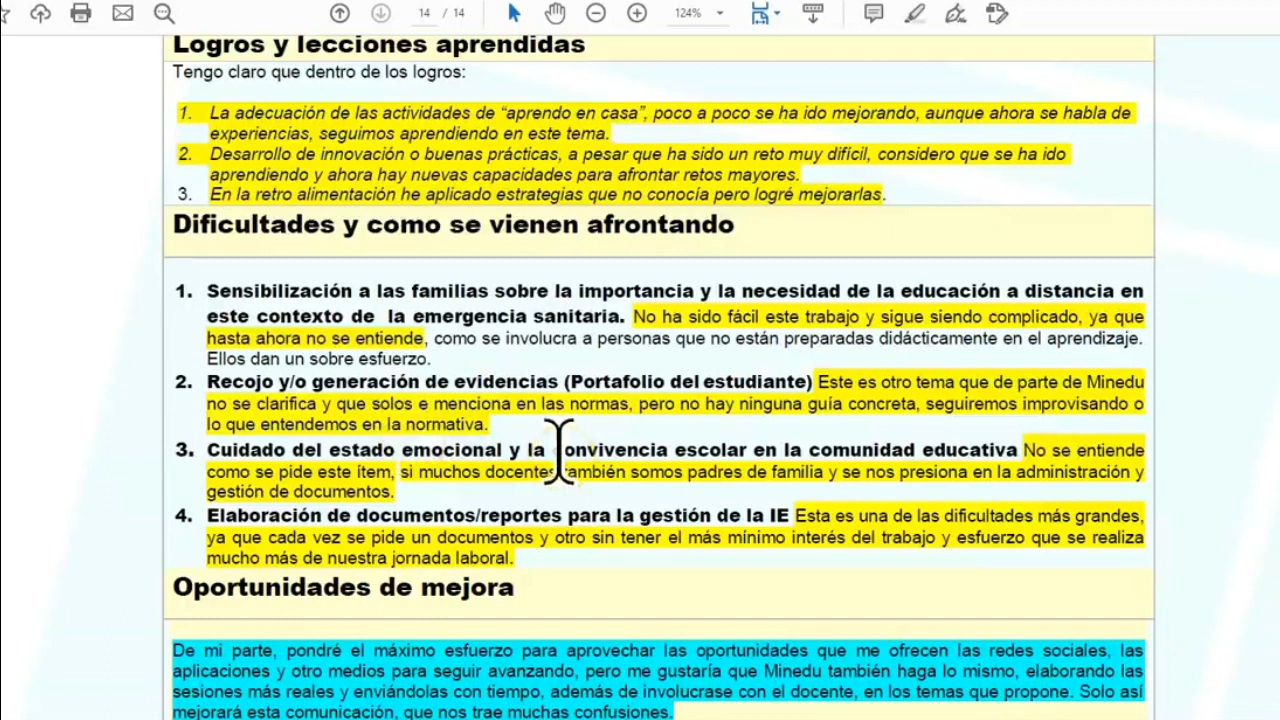 14 / 14
124%
Logros y lecciones aprendidas
Tengo claro que dentro de los logros:
1. La adecuación de las actividades de “aprendo en casa”, poco a poco se ha ido mejorando, aunque ahora se habla de
experiencias, seguimos aprendiendo en este tema.
2. Desarrollo de innovación o buenas prácticas, a pesar que ha sido un reto muy difícil, considero que se ha ido
aprendiendo y ahora hay nuevas capacidades para afrontar retos mayores.
3. En la retro alimentación he aplicado estrategias que no conocía pero logré mejorarlas.
Dificultades y como se vienen afrontando
1. Sensibilización a las familias sobre la importancia y la necesidad de la educación a distancia en
este contexto de la emergencia sanitaria. No ha sido fácil este trabajo y sigue siendo complicado, ya que
hasta ahora no se entiende, como se involucra a personas que no están preparadas didácticamente en el aprendizaje.
Ellos dan un sobre esfuerzo.
2. Recojo y/o generación de evidencias (Portafolio del estudiante) Este es otro tema que de parte de Minedu
no se clarifica y que solos e menciona en las normas, pero no hay ninguna guía concreta, seguiremos improvisando o
lo que entendemos en la normativa.
3. Cuidado del estado emocional y la convivencia escolar en la comunidad educativa No se entiende
como se pide este ítem, si muchos docentes también somos padres de familia y se nos presiona en la administración y
gestión de documentos.
4. Elaboración de documentos/reportes para la gestión de la IE Esta es una de las dificultades más grandes,
ya que cada vez se pide un documentos y otro sin tener el más mínimo interés del trabajo y esfuerzo que se realiza
mucho más de nuestra jornada laboral.
Oportunidades de mejora
De mi parte, pondré el máximo esfuerzo para aprovechar las oportunidades que me ofrecen las redes sociales, las
aplicaciones y otro medios para seguir avanzando, pero me gustaría que Minedu también haga lo mismo, elaborando las
sesiones más reales y enviándolas con tiempo, además de involucrase con el docente, en los temas que propone. Solo así
mejorará esta comunicación, que nos trae muchas confusiones.